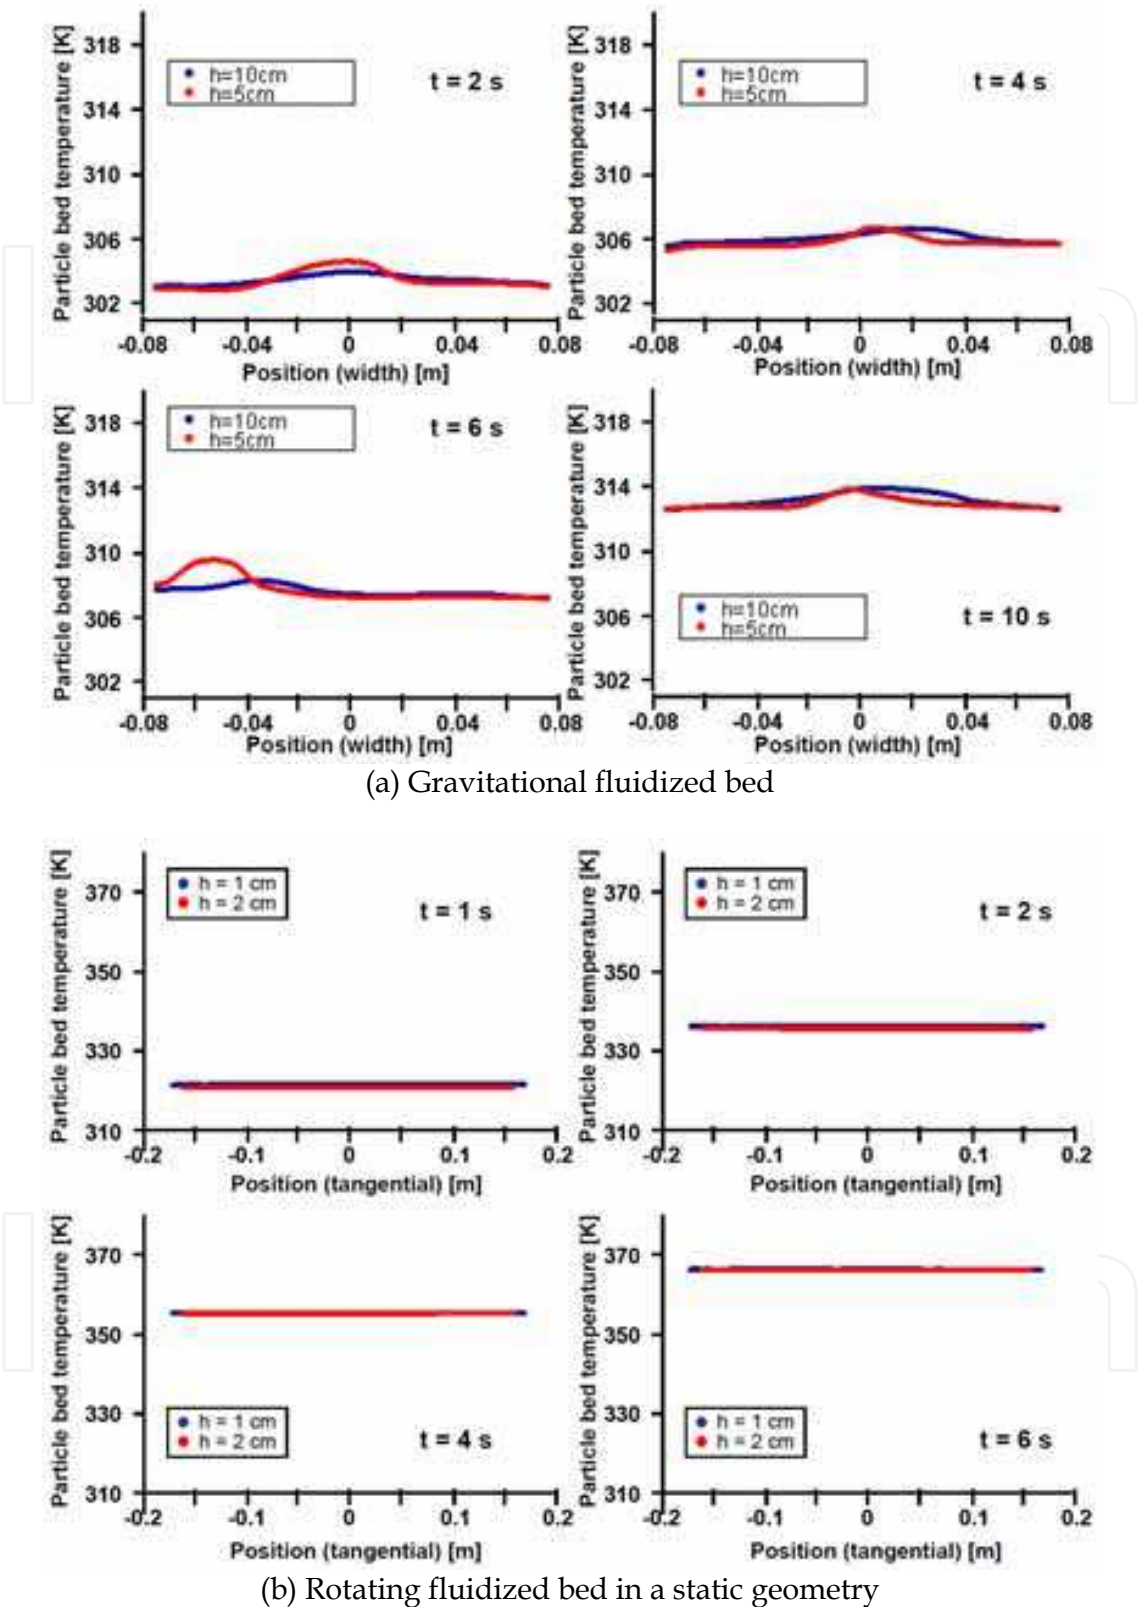 Particle bed temperature [K]
318
314
310
306
302
h=10cm
h=5cm
t = 2 s
-0.08 -0.04 0 0.04 0.08
Position (width) [m]
Particle bed temperature [K]
318
314
310
306
302
h=10cm
h=5cm
t = 4 s
-0.08 -0.04 0 0.04 0.08
Position (width) [m]
Particle bed temperature [K]
318
314
310
306
302
h=10cm
h=5cm
t = 6 s
-0.08 -0.04 0 0.04 0.08
Position (width) [m]
Particle bed temperature [K]
318
314
310
306
302
h=10cm
h=5cm
t = 10 s
-0.08 -0.04 0 0.04 0.08
Position (width) [m]
(a) Gravitational fluidized bed
Particle bed temperature [K]
370
350
330
310
h = 1 cm
h = 2 cm
t = 1 s
-0.2 -0.1 0 0.1 0.2
Position (tangential) [m]
Particle bed temperature [K]
370
350
330
310
h = 1 cm
h = 2 cm
t = 2 s
-0.2 -0.1 0 0.1 0.2
Position (tangential) [m]
Particle bed temperature [K]
370
350
330
310
h = 1 cm
h = 2 cm
t = 4 s
-0.2 -0.1 0 0.1 0.2
Position (tangential) [m]
Particle bed temperature [K]
370
350
330
310
h = 1 cm
h = 2 cm
t = 6 s
-0.2 -0.1 0 0.1 0.2
Position (tangential) [m]
(b) Rotating fluidized bed in a static geometry